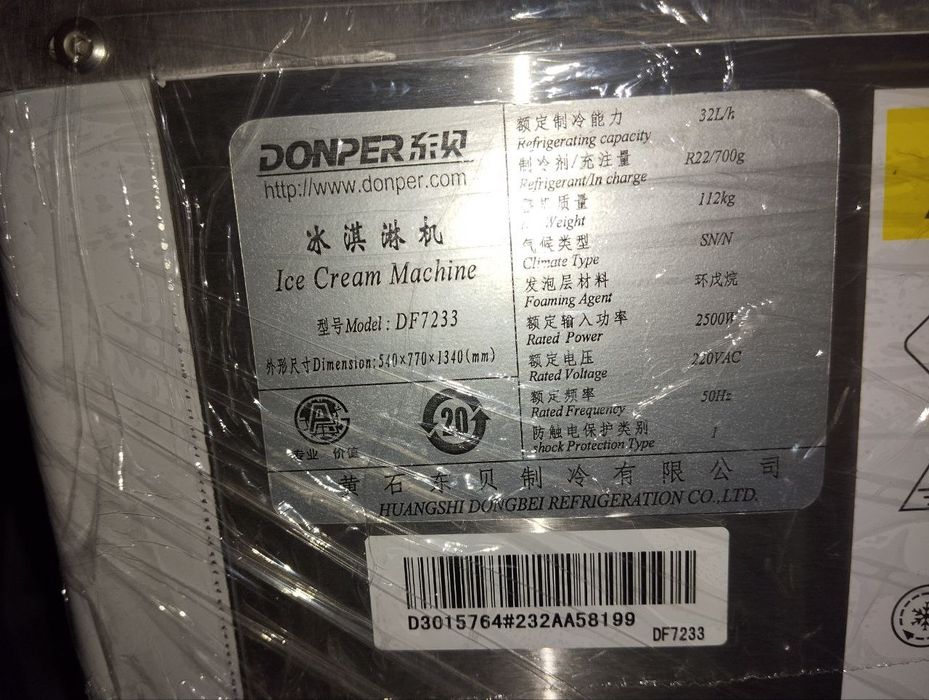 DONPER东贝
http://www.donper.com
冰淇淋机
Ice Cream Machine
型号Model: DF7233
外形尺寸Dimension:540×770×1340(mm)
专业 价值
20
额定制冷能力 32L/h
Refrigerating capacity
制冷剂/充注量 R22/700g
Refrigerant/In charge
质量 112kg
Weight
气候类型 SN/N
Climate Type
发泡层材料 环戊烷
Foaming Agent
额定输入功率 2500W
Rated Power
额定电压 220VAC
Rated Voltage
额定频率 50Hz
Rated Frequency
防触电保护类别 I
shock Protection Type
黄石东贝制冷有限公司
HUANGSHI DONGBEI REFRIGERATION CO.,LTD.
D3015764#232AA58199
DF7233